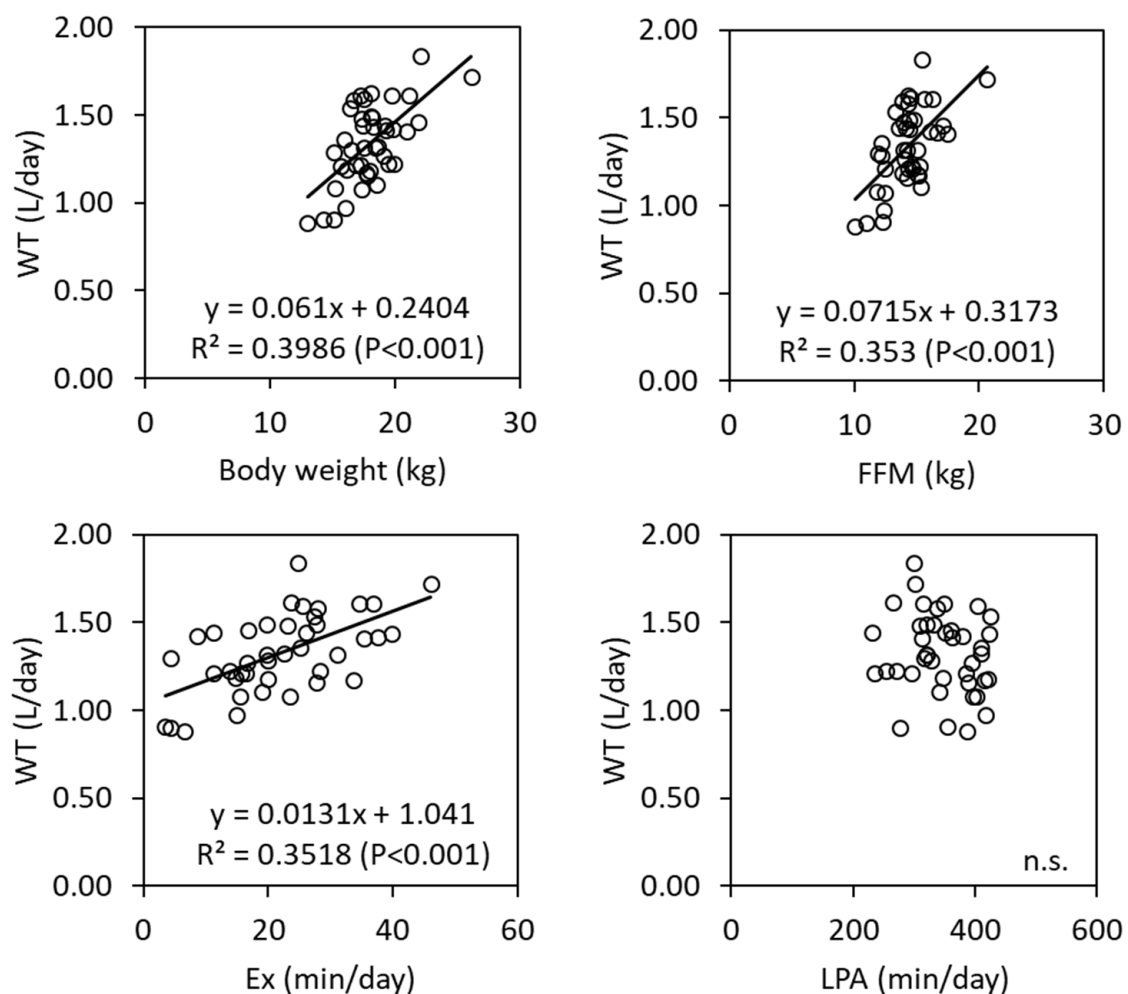 2.00
1.50
1.00
0.50
0.00
WT (L/day)
y = 0.061x + 0.2404
R² = 0.3986 (P<0.001)
0 10 20 30
Body weight (kg)
2.00
1.50
1.00
0.50
0.00
WT (L/day)
y = 0.0715x + 0.3173
R² = 0.353 (P<0.001)
0 10 20 30
FFM (kg)
2.00
1.50
1.00
0.50
0.00
WT (L/day)
y = 0.0131x + 1.041
R² = 0.3518 (P<0.001)
0 20 40 60
Ex (min/day)
2.00
1.50
1.00
0.50
0.00
WT (L/day)
n.s.
0 200 400 600
LPA (min/day)